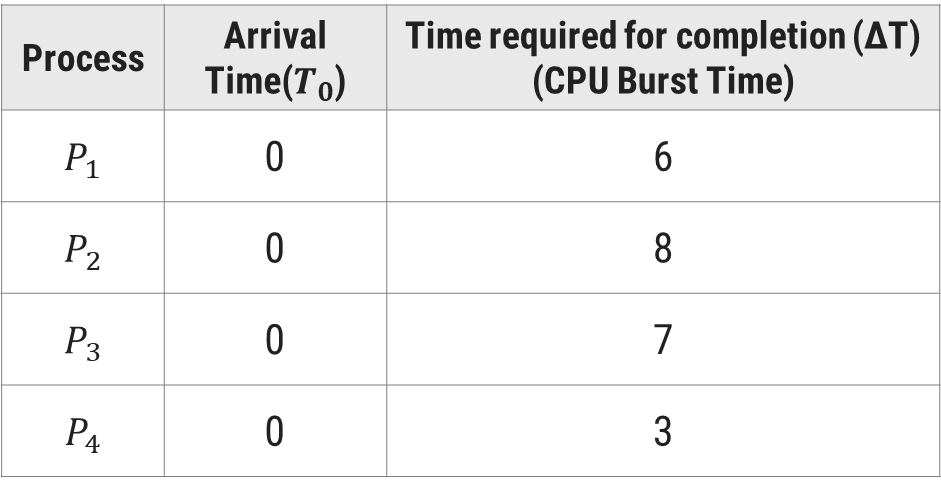 Process Arrival Time(T₀) Time required for completion (ΔT) (CPU Burst Time)
P₁ 0 6
P₂ 0 8
P₃ 0 7
P₄ 0 3